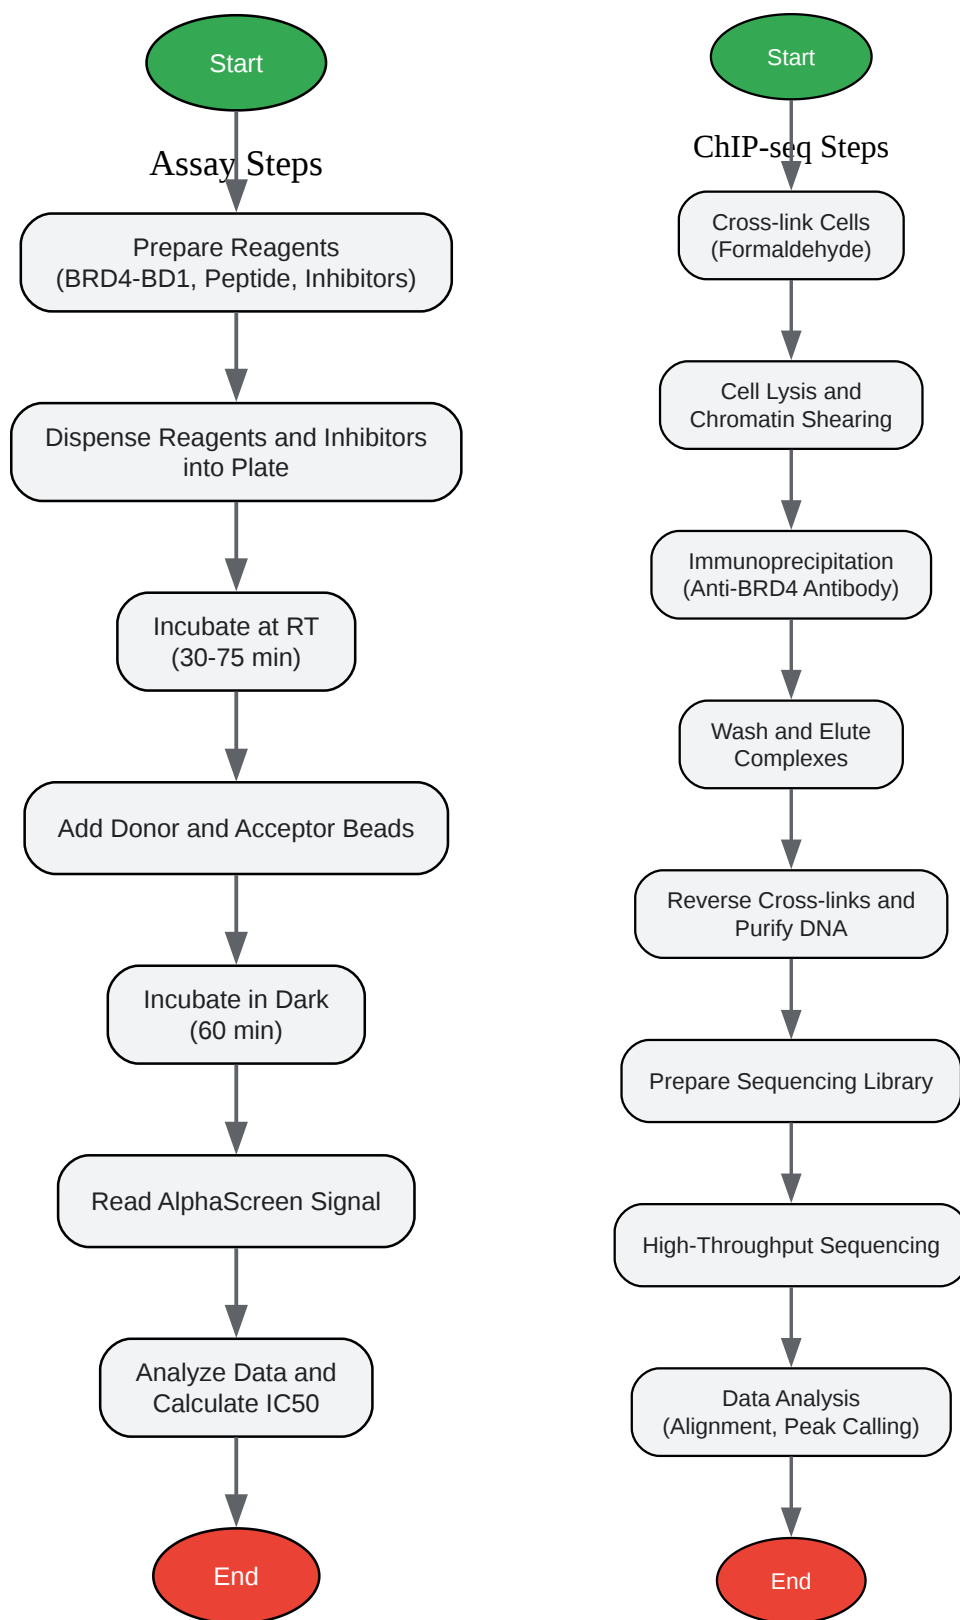 Start
Assay Steps
Prepare Reagents
(BRD4-BD1, Peptide, Inhibitors)
Dispense Reagents and Inhibitors
into Plate
Incubate at RT
(30-75 min)
Add Donor and Acceptor Beads
Incubate in Dark
(60 min)
Read AlphaScreen Signal
Analyze Data and
Calculate IC50
End
Start
ChIP-seq Steps
Cross-link Cells
(Formaldehyde)
Cell Lysis and
Chromatin Shearing
Immunoprecipitation
(Anti-BRD4 Antibody)
Wash and Elute
Complexes
Reverse Cross-links and
Purify DNA
Prepare Sequencing Library
High-Throughput Sequencing
Data Analysis
(Alignment, Peak Calling)
End